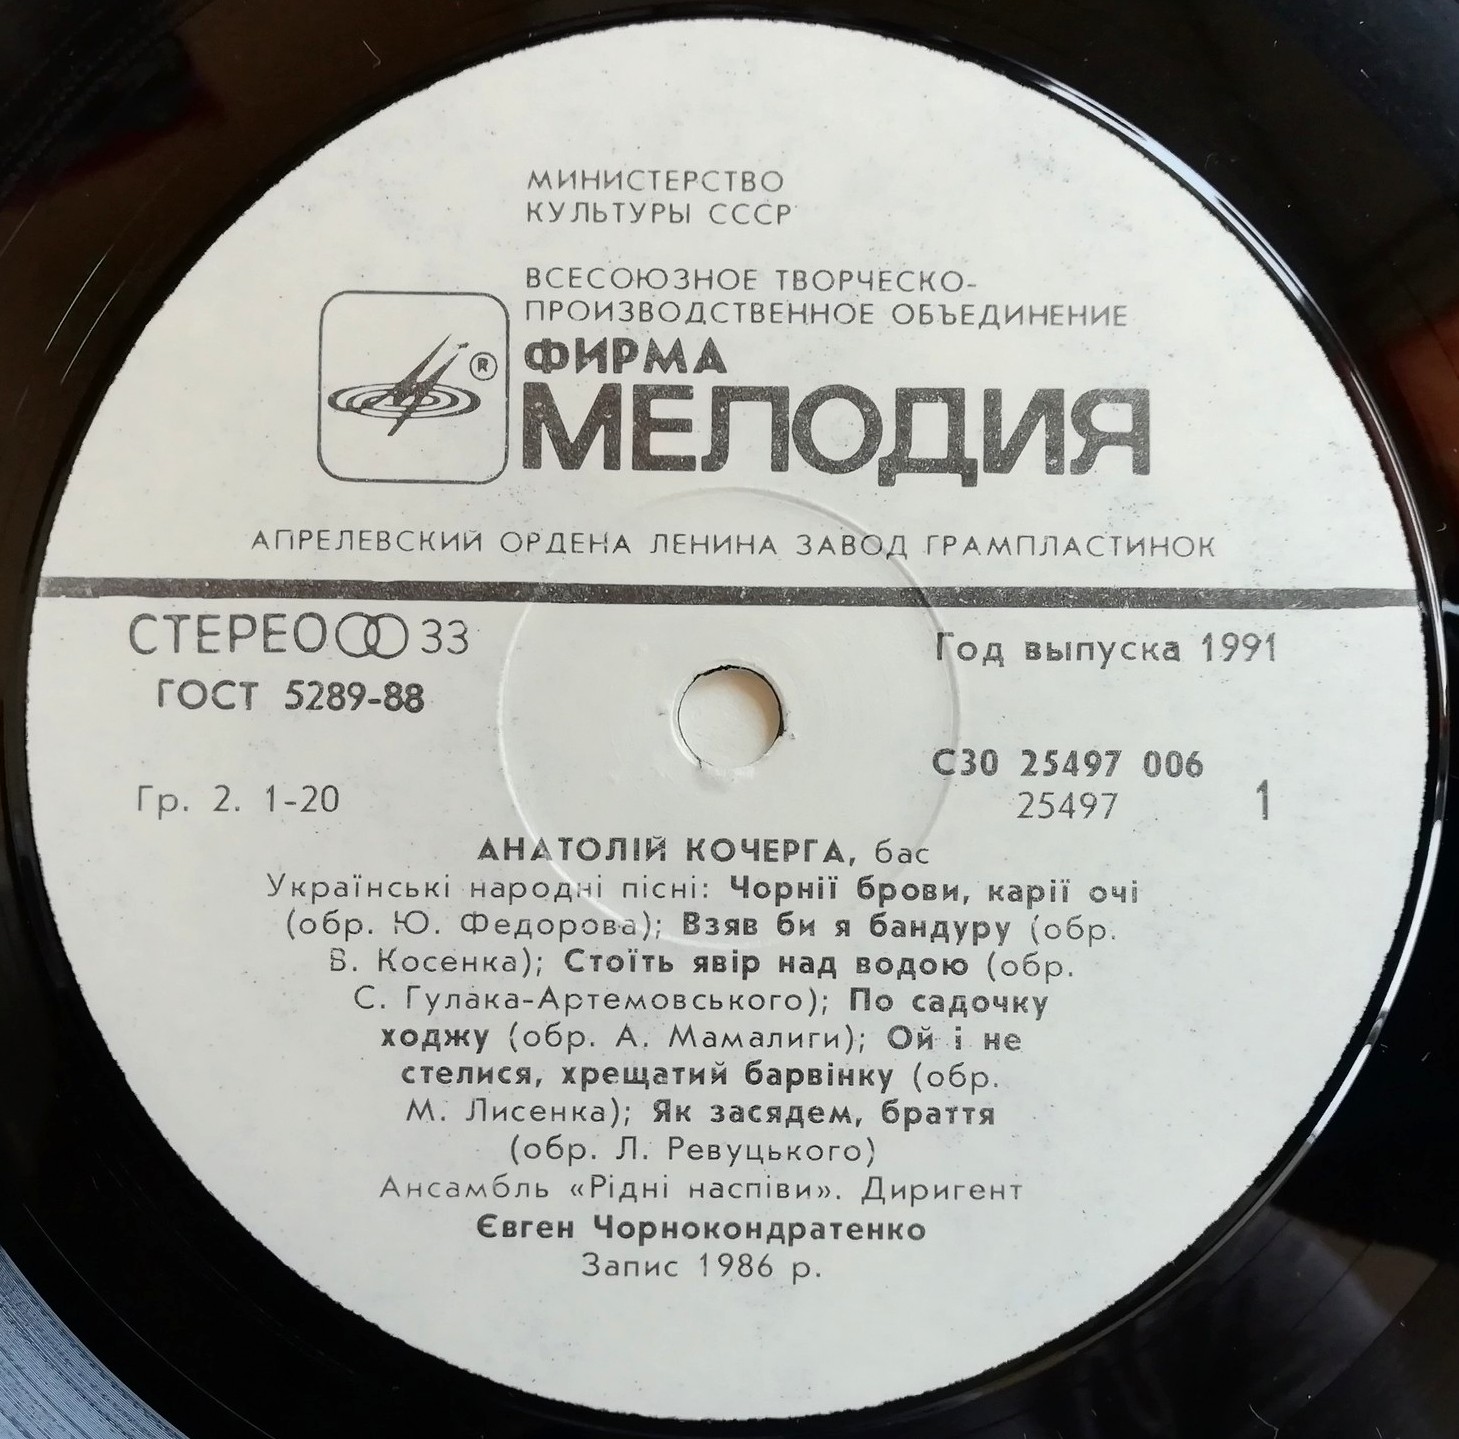 МИНИСТЕРСТВО
КУЛЬТУРЫ СССР
ВСЕСОЮЗНОЕ ТВОРЧЕСКО-
ПРОИЗВОДСТВЕННОЕ ОБЪЕДИНЕНИЕ
ФИРМА
МЕЛОДИЯ
®
АПРЕЛЕВСКИЙ ОРДЕНА ЛЕНИНА ЗАВОД ГРАМПЛАСТИНОК
СТЕРЕО 33
Год выпуска 1991
ГОСТ 5289-88
С30 25497 006
Гр. 2. 1-20
25497
1
АНАТОЛІЙ КОЧЕРГА, бас
Українські народні пісні: Чорнії брови, карії очі
(обр. Ю. Федорова); Взяв би я бандуру (обр.
В. Косенка); Стоїть явір над водою (обр.
С. Гулака-Артемовського); По садочку
ходжу (обр. А. Мамалиги); Ой і не
стелися, хрещатий барвінку (обр.
М. Лисенка); Як засядем, браття
(обр. Л. Ревуцького)
Ансамбль «Рідні наспіви». Диригент
Євген Чорнокондратенко
Запис 1986 р.